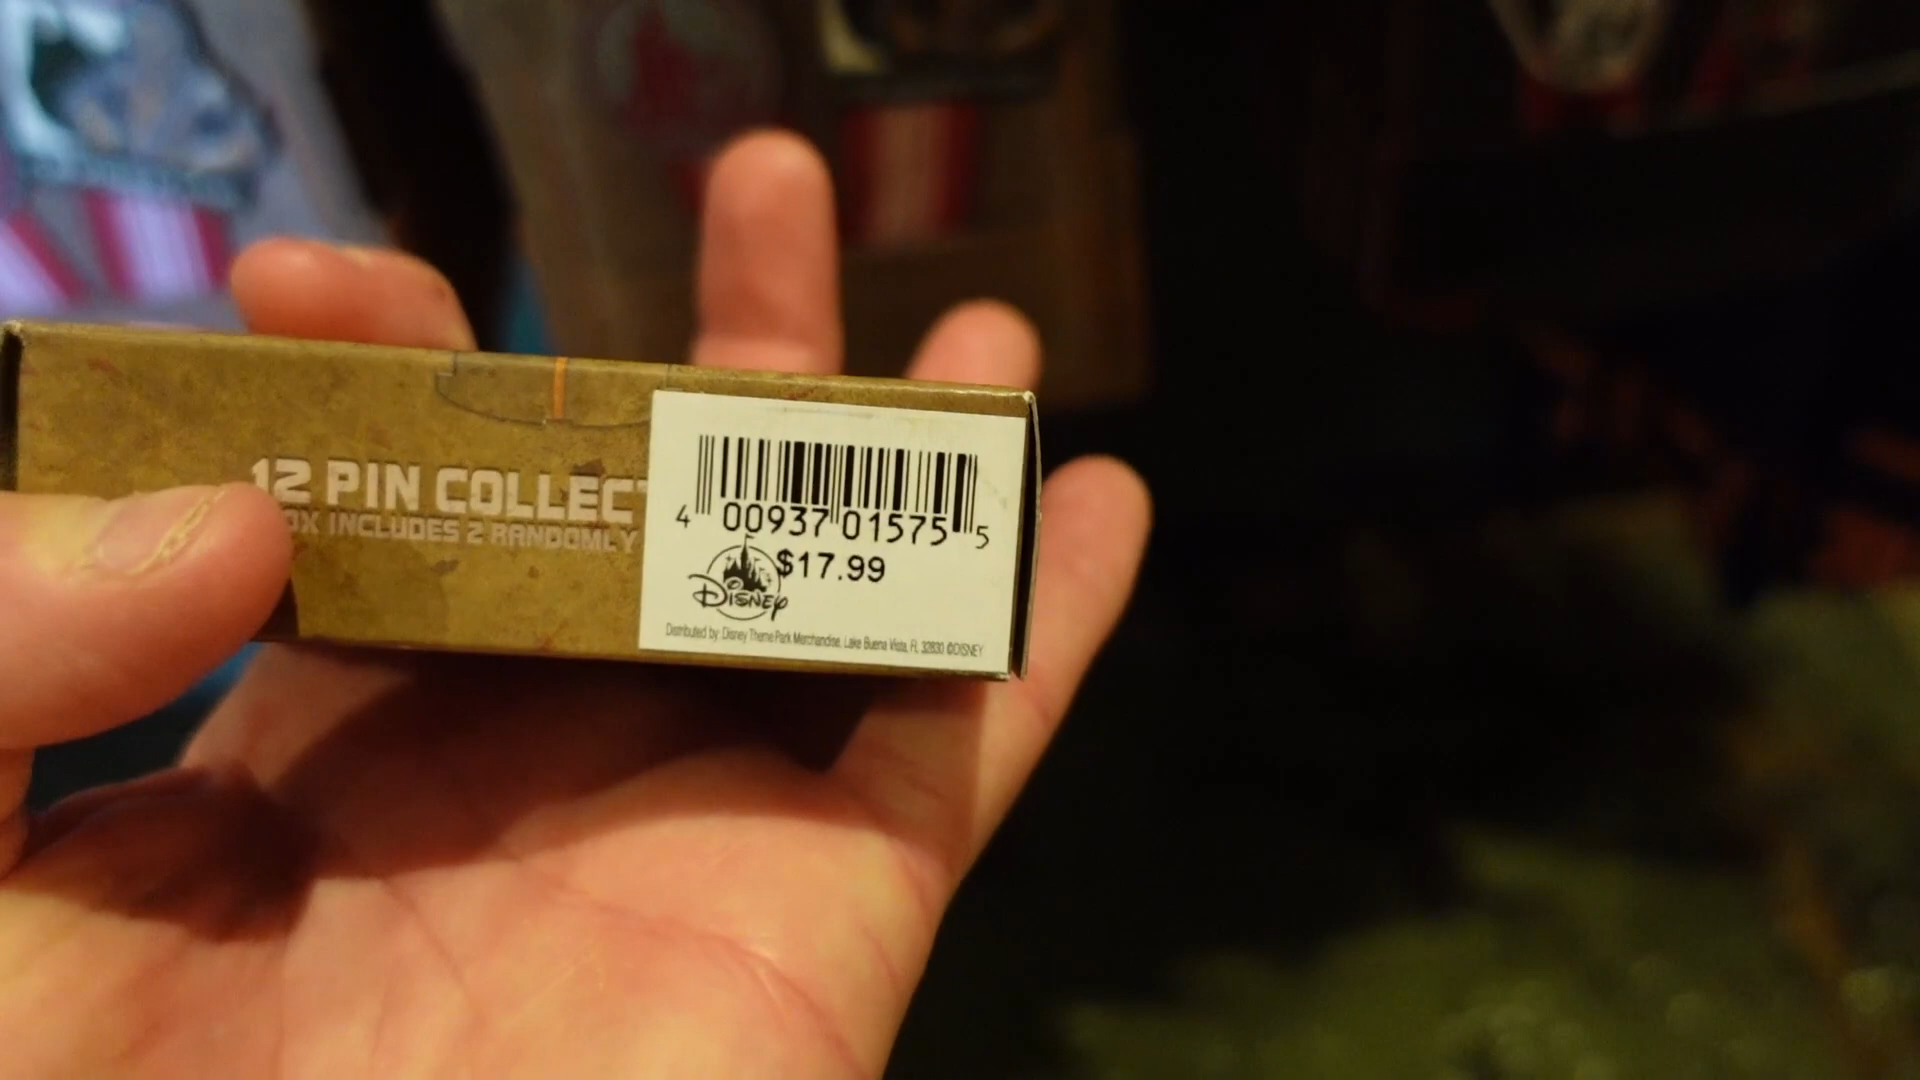 12 PIN COLLECT
OX INCLUDES 2 RANDOMLY
4 00937 01575 5
$17.99
DISNEY
Distributed by: Disney Theme Park Merchandise, Lake Buena Vista, FL 32830 ©DISNEY